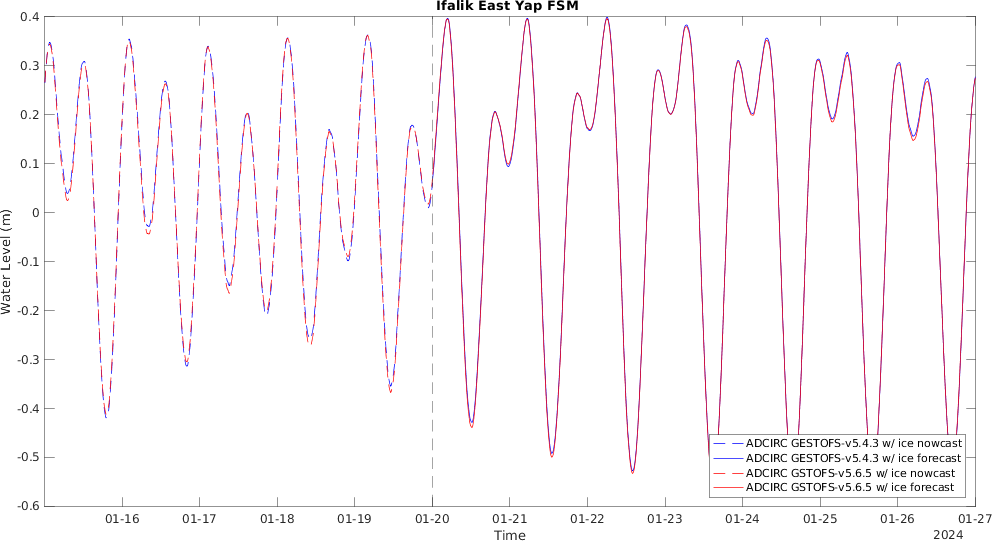 Ifalik East Yap FSM
0.4
0.3
0.2
0.1
0
-0.1
-0.2
-0.3
-0.4
-0.5
-0.6
Water Level (m)
ADCIRC GESTOFS-v5.4.3 w/ ice nowcast
ADCIRC GESTOFS-v5.4.3 w/ ice forecast
ADCIRC GSTOFS-v5.6.5 w/ ice nowcast
ADCIRC GSTOFS-v5.6.5 w/ ice forecast
01-16 01-17 01-18 01-19 01-20 01-21 01-22 01-23 01-24 01-25 01-26 01-27
Time
2024